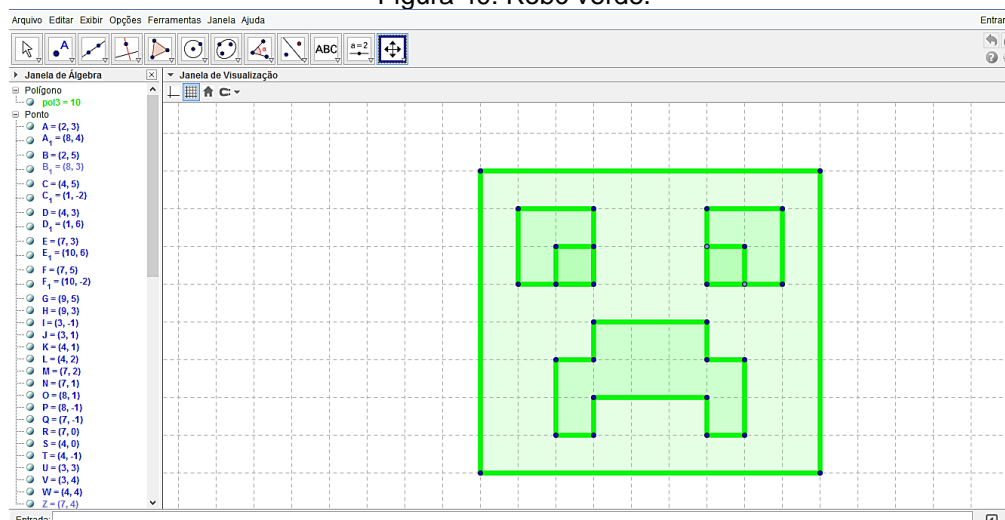 Figura 40: Robô verde.
Arquivo Editar Exibir Opções Ferramentas Janela Ajuda
Entrar
A
ABC
a=2
Janela de Álgebra
Janela de Visualização
Polígono
pol3 = 10
Ponto
A = (2, 3)
A₁ = (8, 4)
B = (2, 5)
B₁ = (8, 3)
C = (4, 5)
C₁ = (1, -2)
D = (4, 3)
D₁ = (1, 6)
E = (7, 3)
E₁ = (10, 6)
F = (7, 5)
F₁ = (10, -2)
G = (9, 5)
H = (9, 3)
I = (3, -1)
J = (3, 1)
K = (4, 1)
L = (4, 2)
M = (7, 2)
N = (7, 1)
O = (8, 1)
P = (8, -1)
Q = (7, -1)
R = (7, 0)
S = (4, 0)
T = (4, -1)
U = (3, 3)
V = (3, 4)
W = (4, 4)
Z = (7, 4)
Entrada: